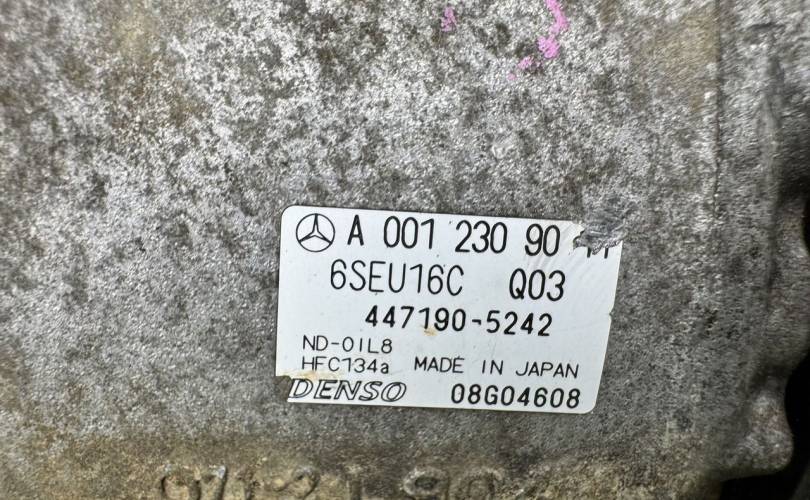 A 001 230 90
6SEU16C Q03
447190-5242
ND-OIL8
HFC134a MADE IN JAPAN
DENSO 08G04608